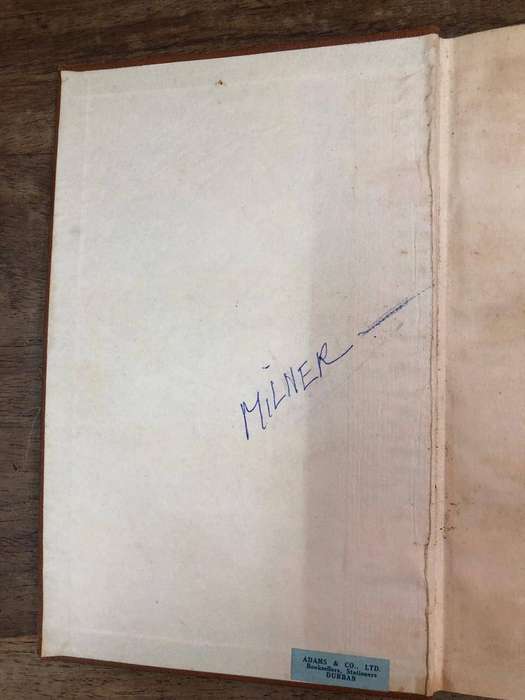 MiLNER
ADAMS & CO., LTD.
Booksellers, Stationers
DURBAN